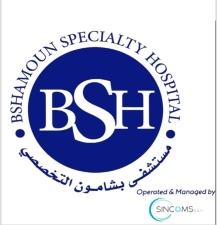 • BSHAMOUN SPECIALTY HOSPITAL •
BSH
مستشفى بشامون التخصصي
Operated & Managed by
SINCOMS